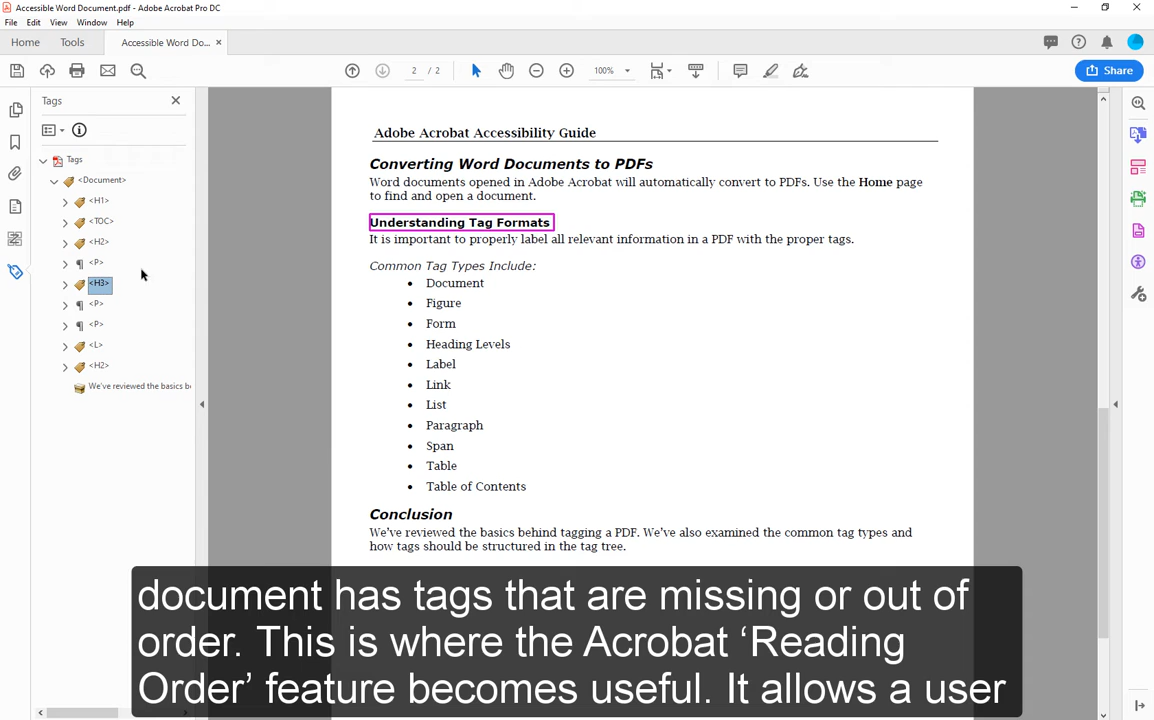 Accessible Word Document.pdf - Adobe Acrobat Pro DC
File Edit View Window Help
Home Tools Accessible Word Do... ×
2 / 2 100% Share
Tags
Tags
<Document>
<H1>
<TOC>
<H2>
<P>
<H3>
<P>
<P>
<L>
<H2>
We've reviewed the basics be
Adobe Acrobat Accessibility Guide
Converting Word Documents to PDFs
Word documents opened in Adobe Acrobat will automatically convert to PDFs. Use the Home page
to find and open a document.
Understanding Tag Formats
It is important to properly label all relevant information in a PDF with the proper tags.
Common Tag Types Include:
• Document
• Figure
• Form
• Heading Levels
• Label
• Link
• List
• Paragraph
• Span
• Table
• Table of Contents
Conclusion
We've reviewed the basics behind tagging a PDF. We've also examined the common tag types and
how tags should be structured in the tag tree.
document has tags that are missing or out of
order. This is where the Acrobat ‘Reading
Order’ feature becomes useful. It allows a user